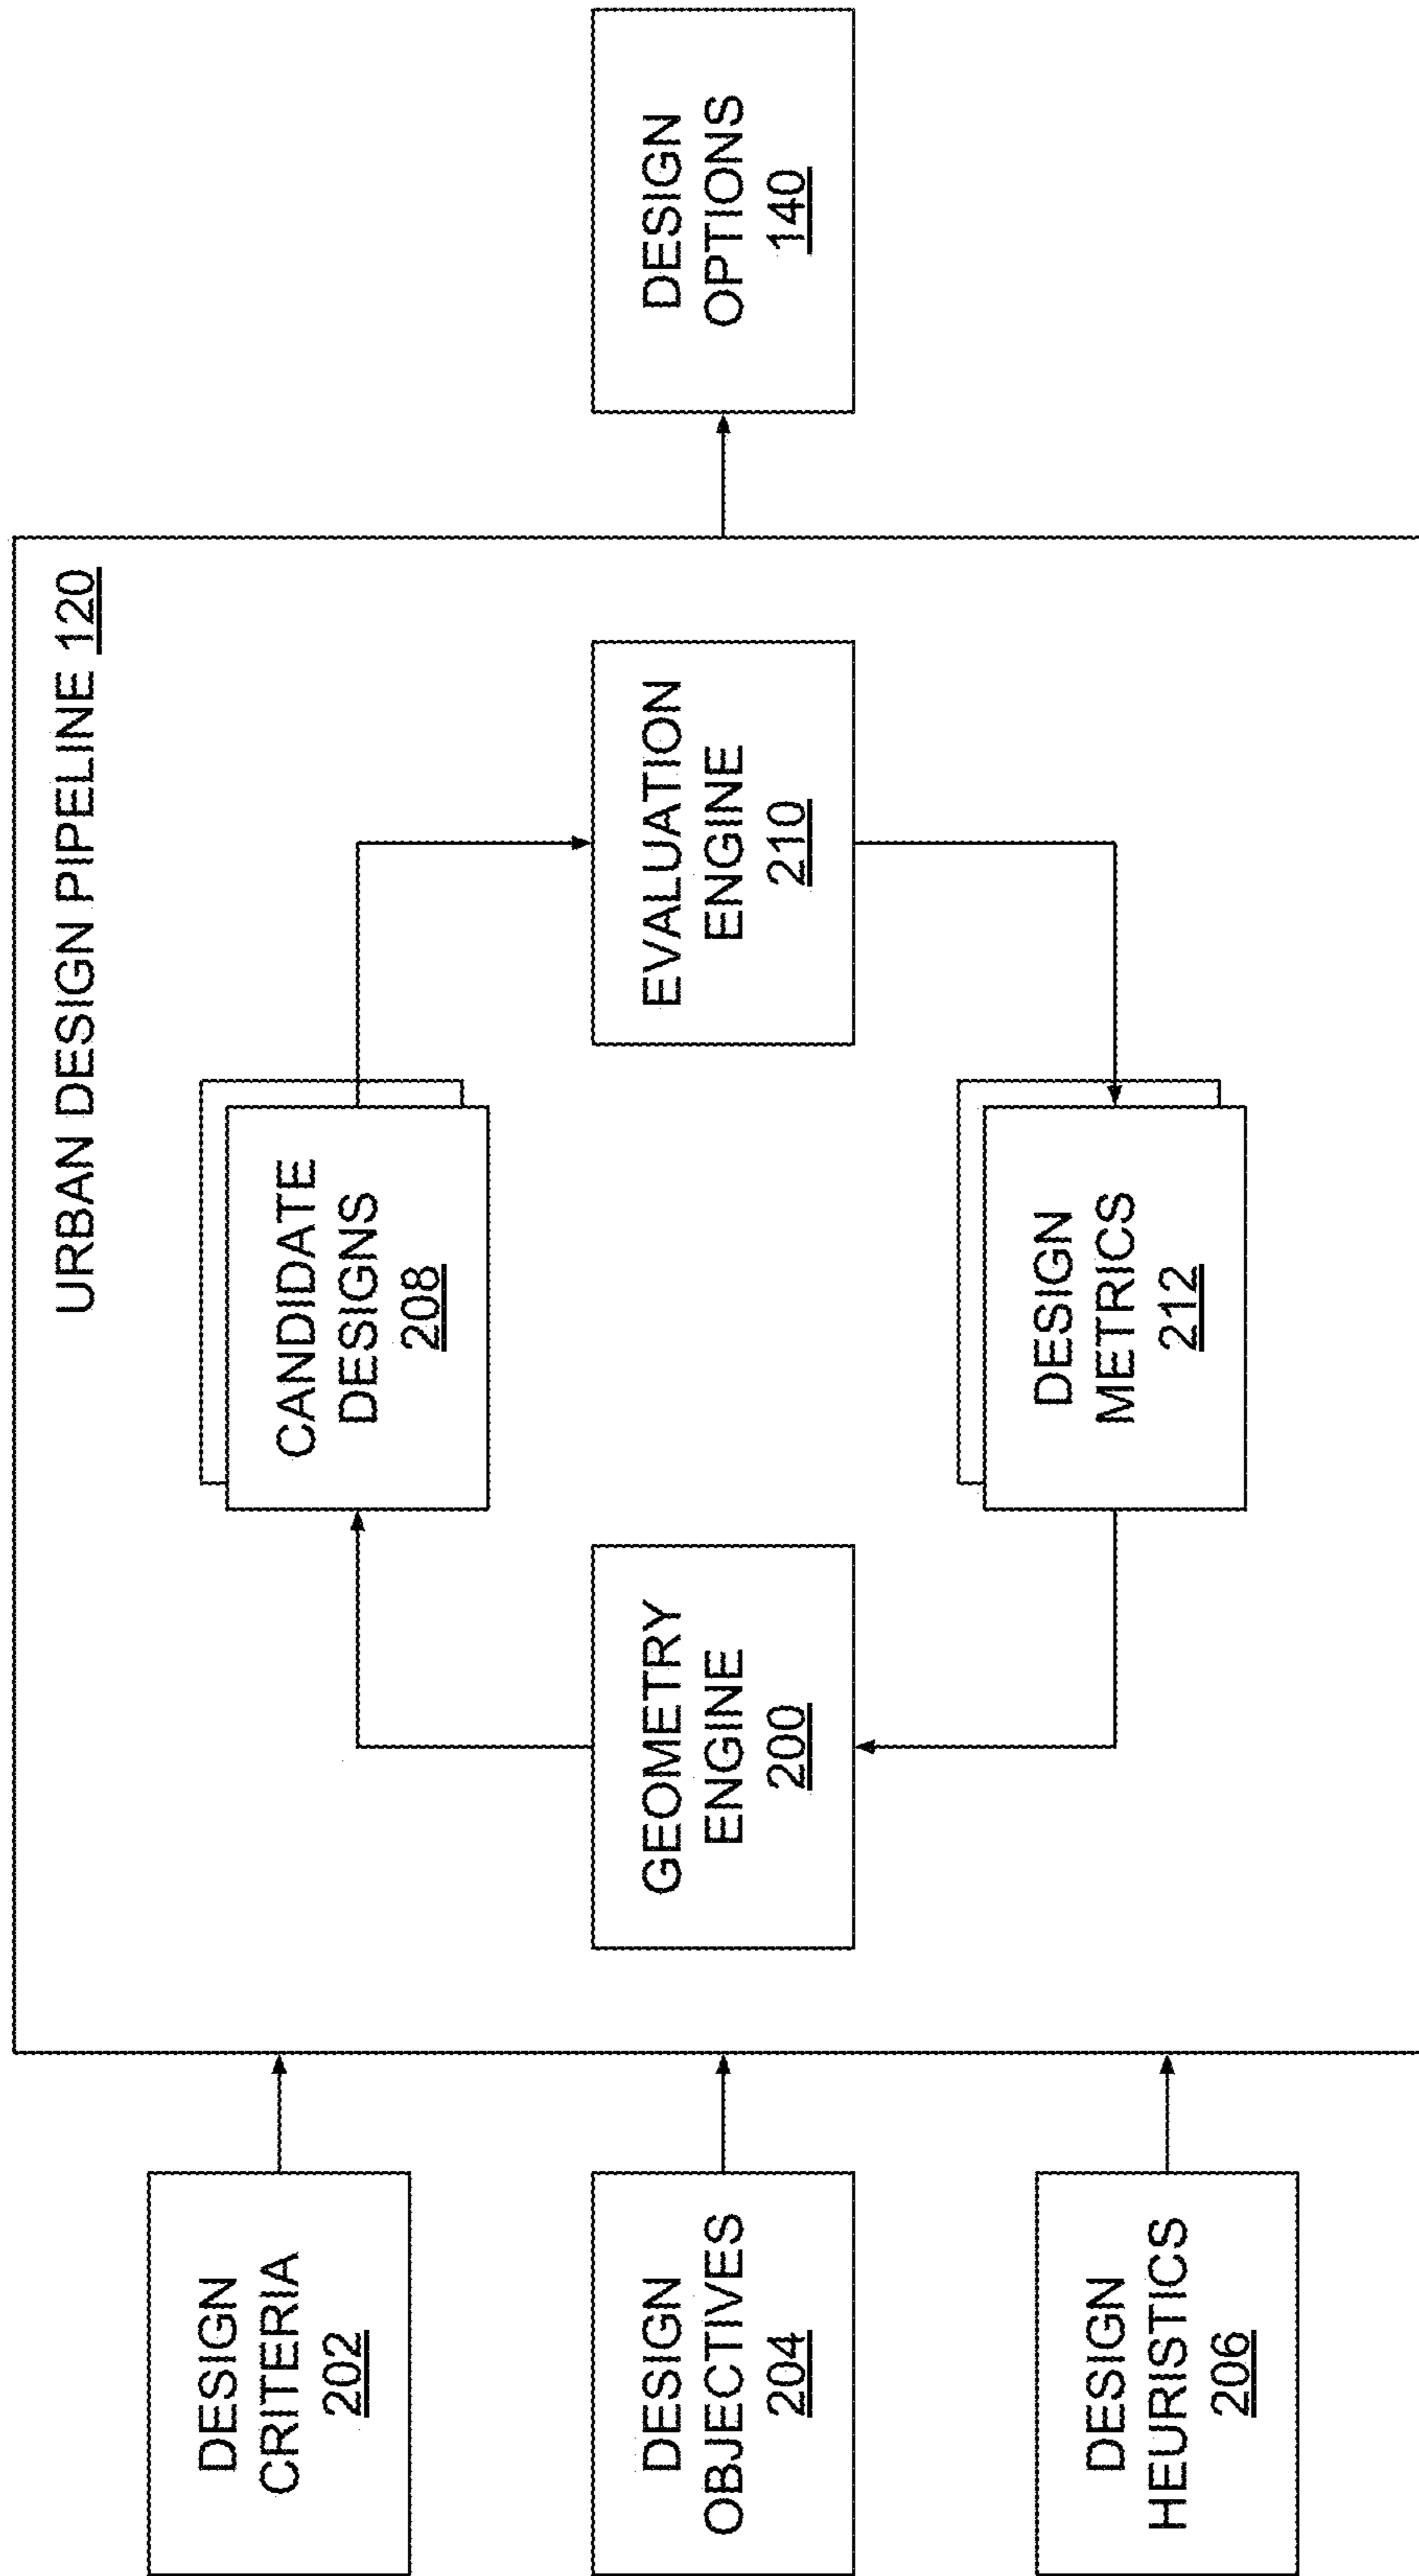 URBAN DESIGN PIPELINE 120
DESIGN
CRITERIA
202
DESIGN
OBJECTIVES
204
DESIGN
HEURISTICS
206
GEOMETRY
ENGINE
200
CANDIDATE
DESIGNS
208
EVALUATION
ENGINE
210
DESIGN
METRICS
212
DESIGN
OPTIONS
140